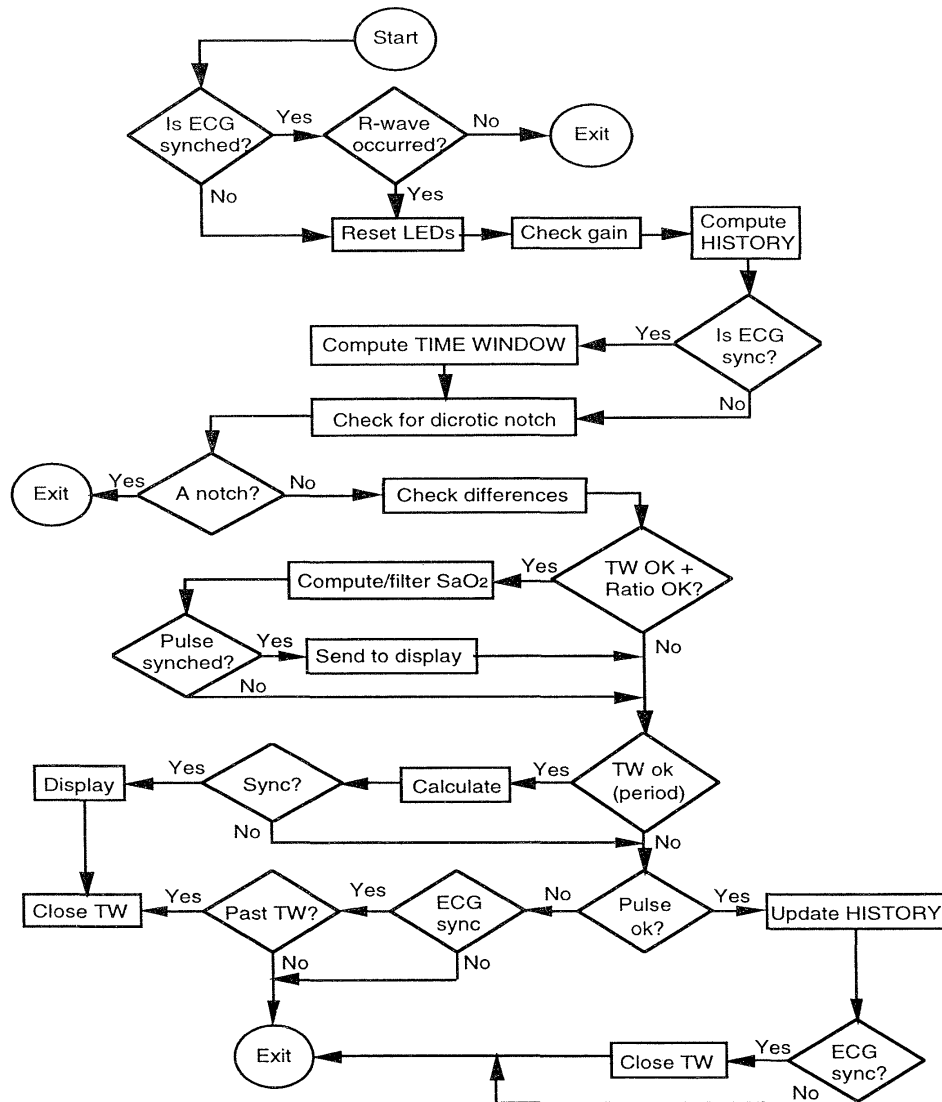 Start
Is ECG
synched?
Yes
R-wave
occurred?
No
Exit
No
Yes
Reset LEDs
Check gain
Compute
HISTORY
Compute TIME WINDOW
Yes
Is ECG
sync?
No
Check for dicrotic notch
Exit
Yes
A notch?
No
Check differences
Compute/filter SaO2
Yes
TW OK +
Ratio OK?
No
Pulse
synched?
Yes
Send to display
No
Display
Yes
Sync?
Calculate
Yes
TW ok
(period)
No
No
Close TW
Yes
Past TW?
Yes
ECG
sync
No
Pulse
ok?
Yes
Update HISTORY
No
No
Exit
Close TW
Yes
ECG
sync?
No